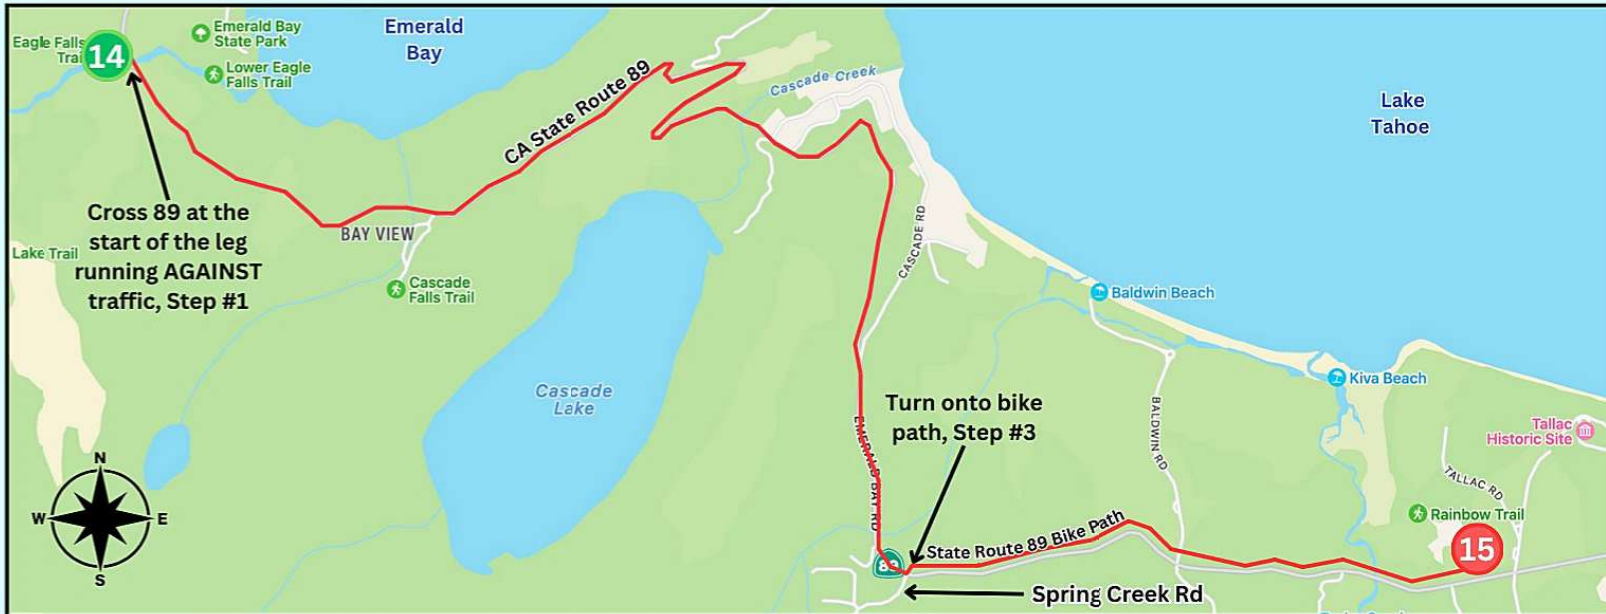 Eagle Falls
Trai
14
Emerald Bay
State Park
Lower Eagle
Falls Trail
Emerald
Bay
CA State Route 89
Cascade Creek
Lake
Tahoe
Cross 89 at the
start of the leg
running AGAINST
traffic, Step #1
Lake Trail
BAY VIEW
Cascade
Falls Trail
CASCADE RD
Baldwin Beach
Kiva Beach
Cascade
Lake
Turn onto bike
path, Step #3
EMERALD BAY RD
BALDWIN RD
Tallac
Historic Site
TALLAC RD
Rainbow Trail
15
N
W
E
S
89
State Route 89 Bike Path
Spring Creek Rd